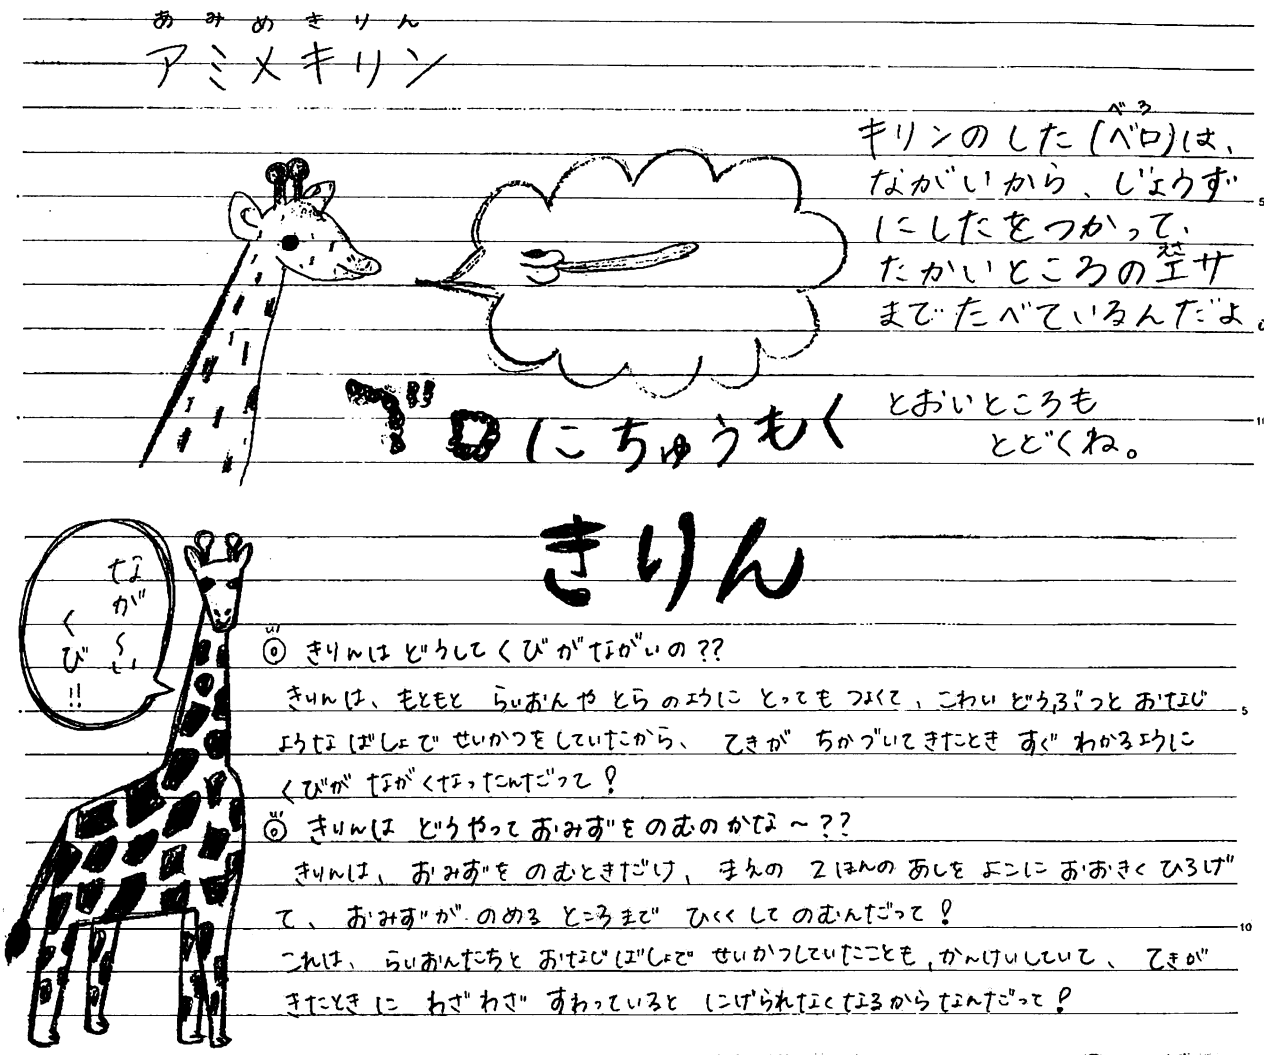 あみめきりん
アミメキリン
べろ
キリンのした(ベロ)は、
ながいから、じょうず
にしたをつかって、
えさ
たかいところのエサ
までたべているんだよ
とおいところも
とどくね。
ベロにちゅうもく
きりん
なが〜い
くび!!
◎ きりんは どうして くびが ながいの??
きりんは、もともと らいおんや とらのように とっても つよくて、こわい どうぶつと おなじ
ような ばしょで せいかつをしていたから、 てきが ちかづいてきたとき すぐ わかるように
くびが ながくなったんだって!
◎ きりんは どうやって おみずを のむのかな〜??
きりんは、おみずを のむときだけ、まえの 2ほんの あしを よこに おおきく ひろげ
て、おみずが のめる ところまで ひくくして のむんだって!
これは、らいおんたちと おなじばしょで せいかつしていたことも、かんけいしていて、てきが
きたときに わざわざ すわっていると にげられなくなるからなんだって!